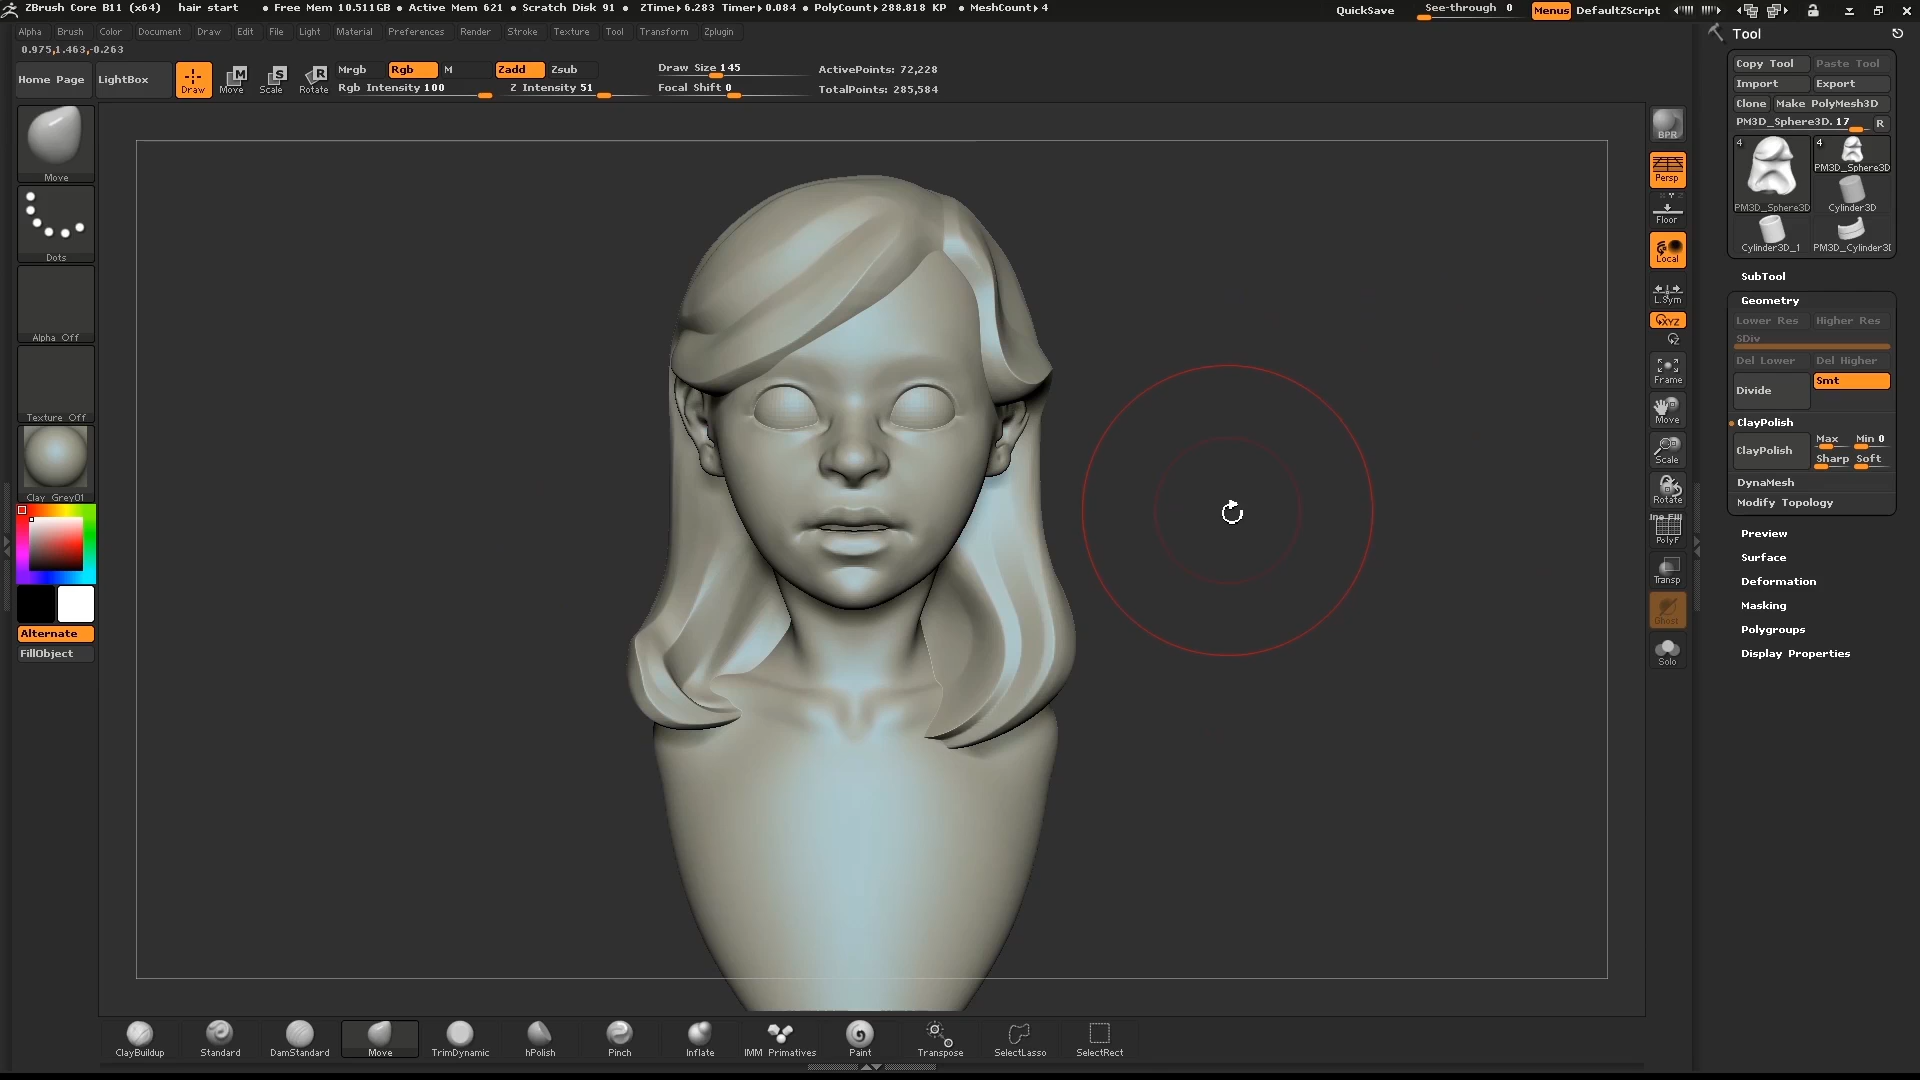 ZBrush Core B11 (x64) hair start • Free Mem 10.511GB • Active Mem 621 • Scratch Disk 91 • ZTime▸6.283 Timer▸0.084 • PolyCount▸288.818 KP • MeshCount▸4 QuickSave See-through 0 Menus DefaultZScript
Alpha Brush Color Document Draw Edit File Light Layer Material Preferences Render Stroke Texture Tool Transform Zplugin
0.975,1.463,-0.263
Home Page LightBox Draw Move Scale Rotate
Mrgb Rgb M Zadd Zsub
Rgb Intensity 100 Z Intensity 51
Draw Size 145
Focal Shift 0
ActivePoints: 72,228
TotalPoints: 285,584
Move
Dots
Alpha Off
Texture Off
Clay Grey01
Alternate
FillObject
BPR
Persp
Floor
Local
L.Sym
XYZ
Frame
Move
Scale
Rotate
Line Fill
PolyF
Transp
Ghost
Solo
Tool
Copy Tool Paste Tool
Import Export
Clone Make PolyMesh3D
PM3D_Sphere3D. 17 R
4 4
PM3D_Sphere3D
PM3D_Sphere3D Cylinder3D
Cylinder3D_1 PM3D_Cylinder3D
SubTool
Geometry
Lower Res Higher Res
SDiv
Del Lower Del Higher
Divide Smt
ClayPolish
ClayPolish Max Min 0
Sharp Soft
DynaMesh
Modify Topology
Preview
Surface
Deformation
Masking
Polygroups
Display Properties
ClayBuildup Standard DamStandard Move TrimDynamic hPolish Pinch Inflate IMM Primitives Paint Transpose SelectLasso SelectRect